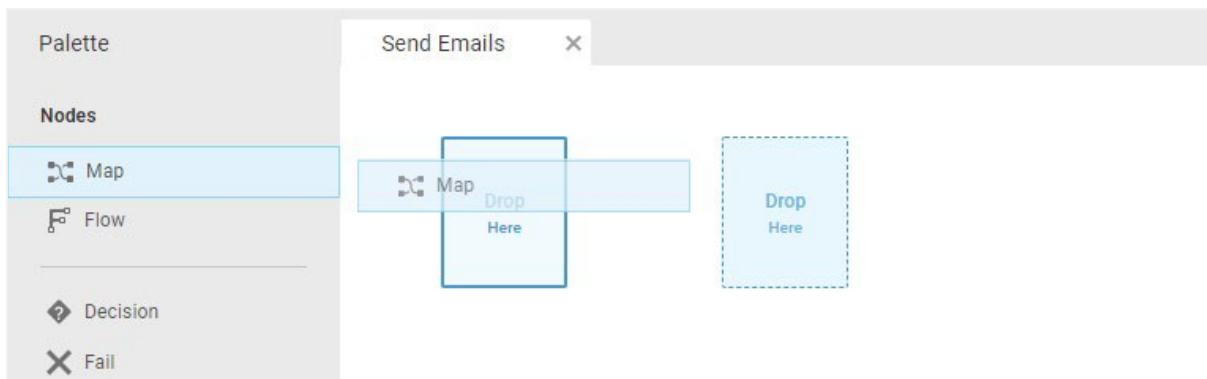 Palette
Send Emails
Nodes
Map
Flow
Decision
Fail
Map
Drop
Here
Drop
Here